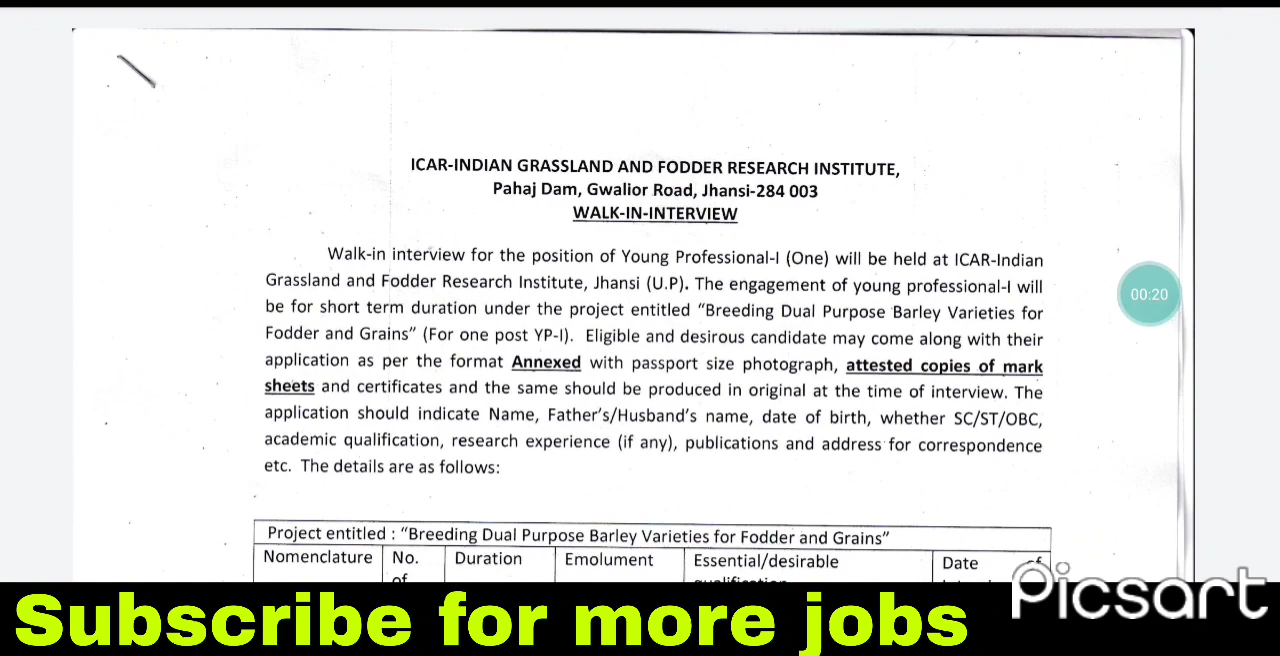 ICAR-INDIAN GRASSLAND AND FODDER RESEARCH INSTITUTE,
Pahaj Dam, Gwalior Road, Jhansi-284 003
WALK-IN-INTERVIEW
Walk-in interview for the position of Young Professional-I (One) will be held at ICAR-Indian
Grassland and Fodder Research Institute, Jhansi (U.P). The engagement of young professional-I will
be for short term duration under the project entitled “Breeding Dual Purpose Barley Varieties for
Fodder and Grains” (For one post YP-I). Eligible and desirous candidate may come along with their
application as per the format Annexed with passport size photograph, attested copies of mark
sheets and certificates and the same should be produced in original at the time of interview. The
application should indicate Name, Father’s/Husband’s name, date of birth, whether SC/ST/OBC,
academic qualification, research experience (if any), publications and address for correspondence
etc. The details are as follows:
00:20
Project entitled : “Breeding Dual Purpose Barley Varieties for Fodder and Grains”
Nomenclature No. Duration Emolument Essential/desirable Date of
of
Subscribe for more jobs
Picsart